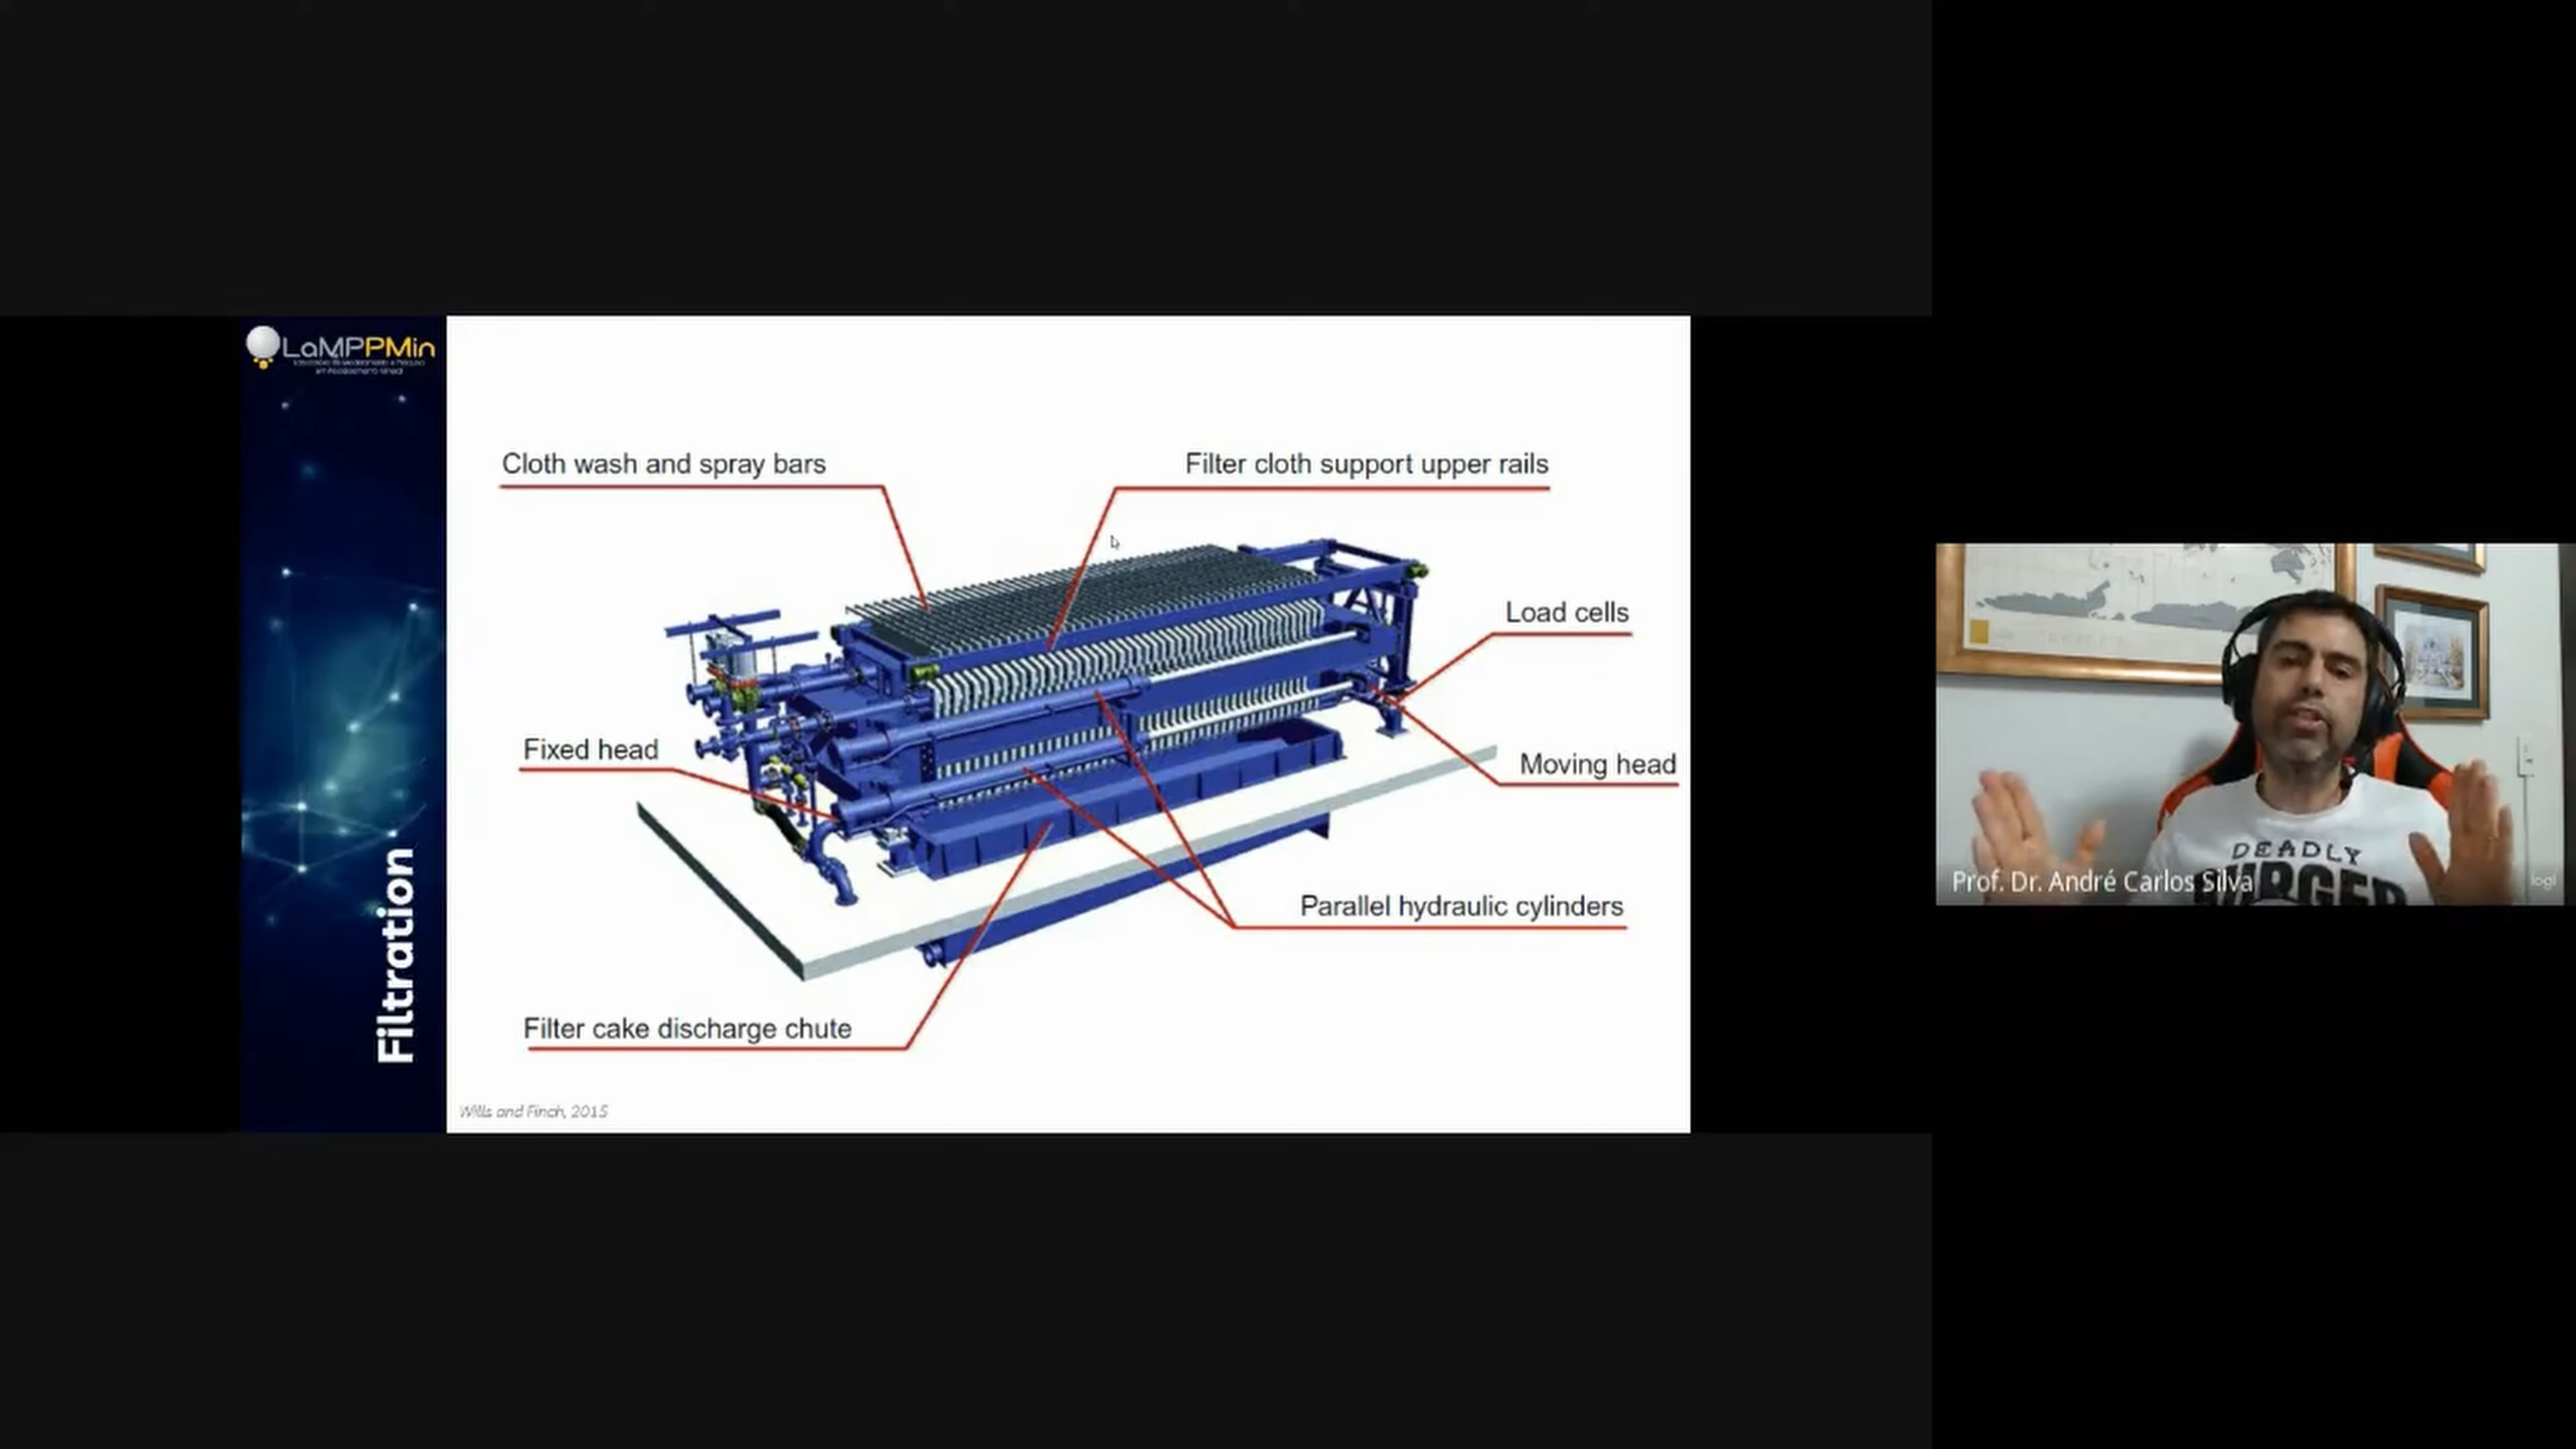 LaMPPMin
Cloth wash and spray bars
Filter cloth support upper rails
Load cells
Fixed head
Moving head
Parallel hydraulic cylinders
Filter cake discharge chute
Filtration
Wills and Finch, 2015
DEADLY
Prof. Dr. André Carlos Silva
logi